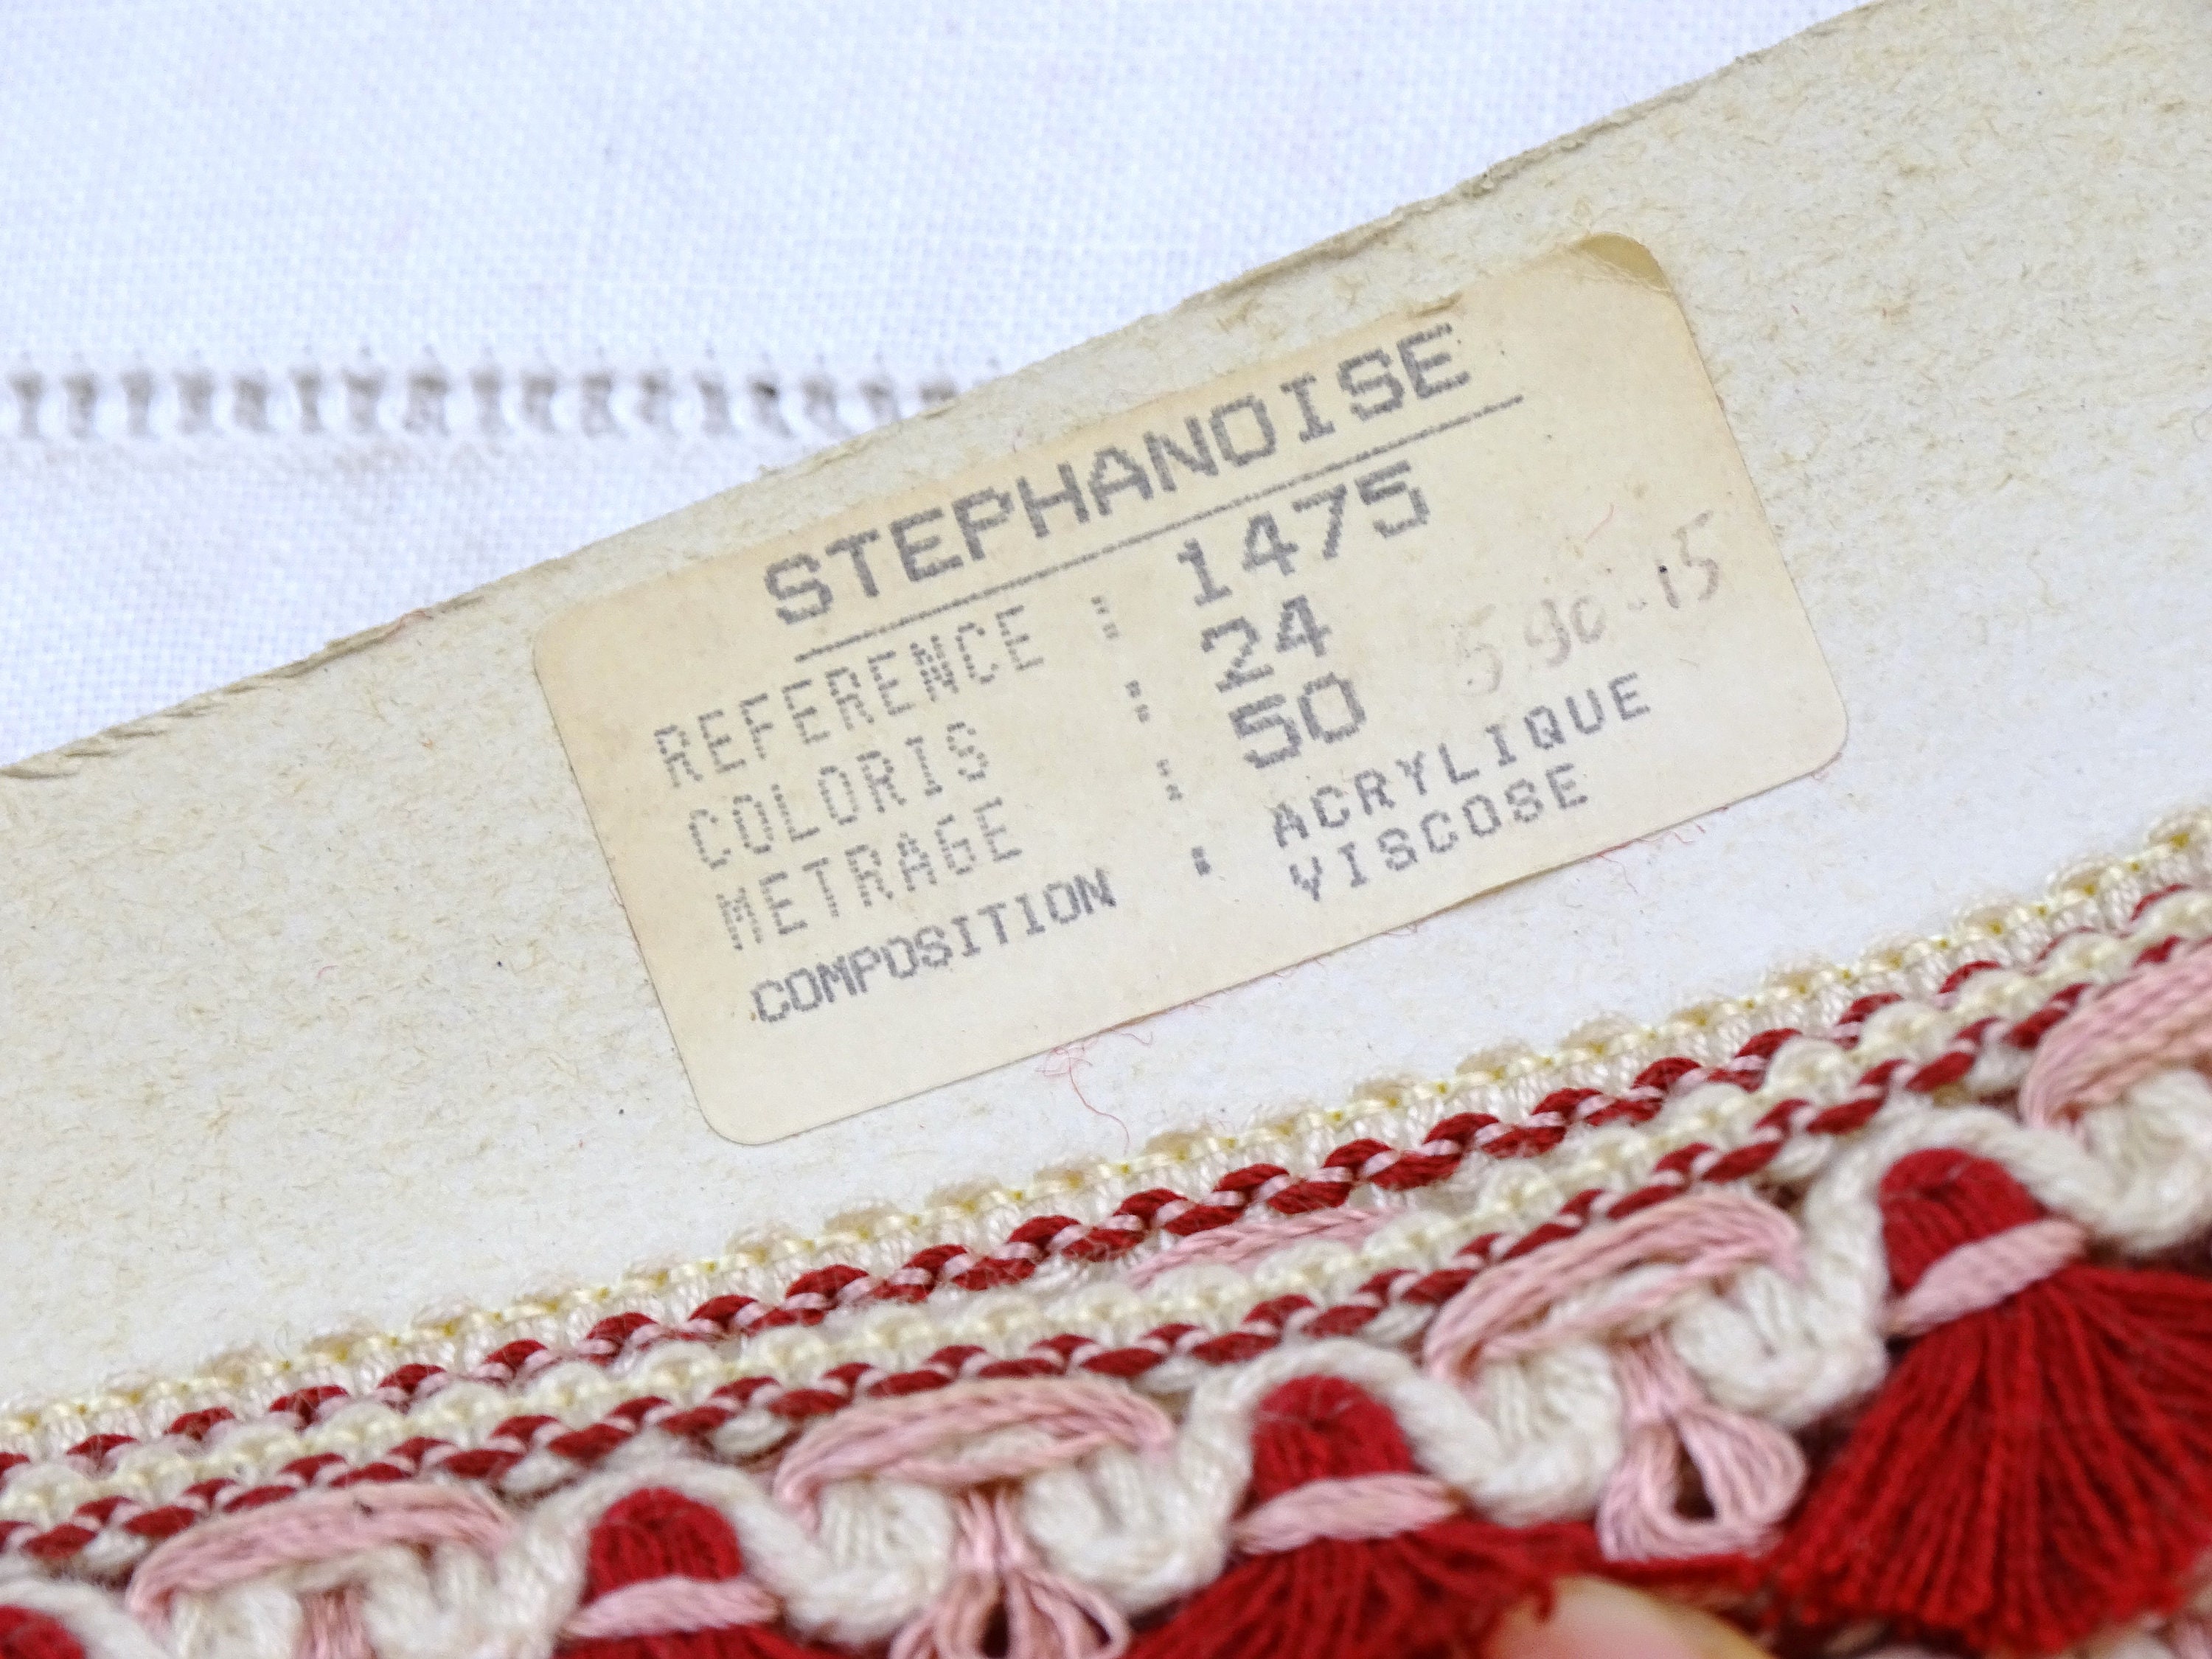 STEPHANOISE
REFERENCE : 1475
COLORIS : 24
METRAGE : 50
COMPOSITION : ACRYLIQUE
VISCOSE